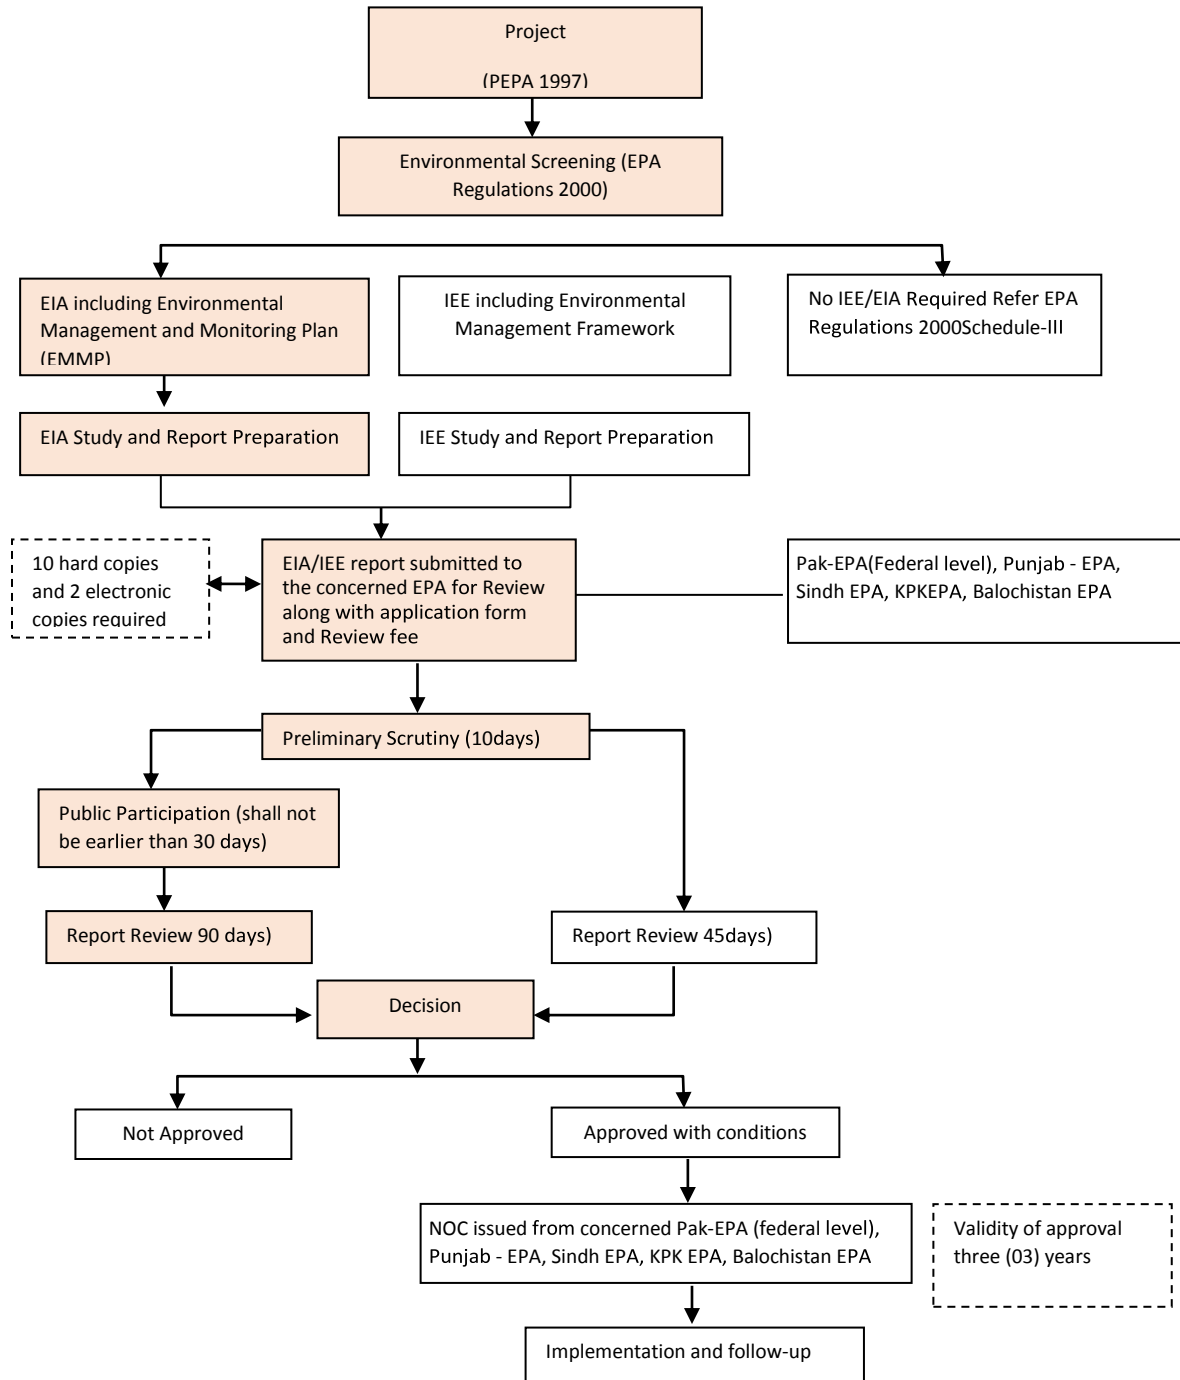 Project
(PEPA 1997)
Environmental Screening (EPA
Regulations 2000)
EIA including Environmental
Management and Monitoring Plan
(EMMP)
IEE including Environmental
Management Framework
No IEE/EIA Required Refer EPA
Regulations 2000Schedule-III
EIA Study and Report Preparation
IEE Study and Report Preparation
10 hard copies
and 2 electronic
copies required
EIA/IEE report submitted to
the concerned EPA for Review
along with application form
and Review fee
Pak-EPA(Federal level), Punjab - EPA,
Sindh EPA, KPKEPA, Balochistan EPA
Preliminary Scrutiny (10days)
Public Participation (shall not
be earlier than 30 days)
Report Review 90 days)
Report Review 45days)
Decision
Not Approved
Approved with conditions
NOC issued from concerned Pak-EPA (federal level),
Punjab - EPA, Sindh EPA, KPK EPA, Balochistan EPA
Validity of approval
three (03) years
Implementation and follow-up